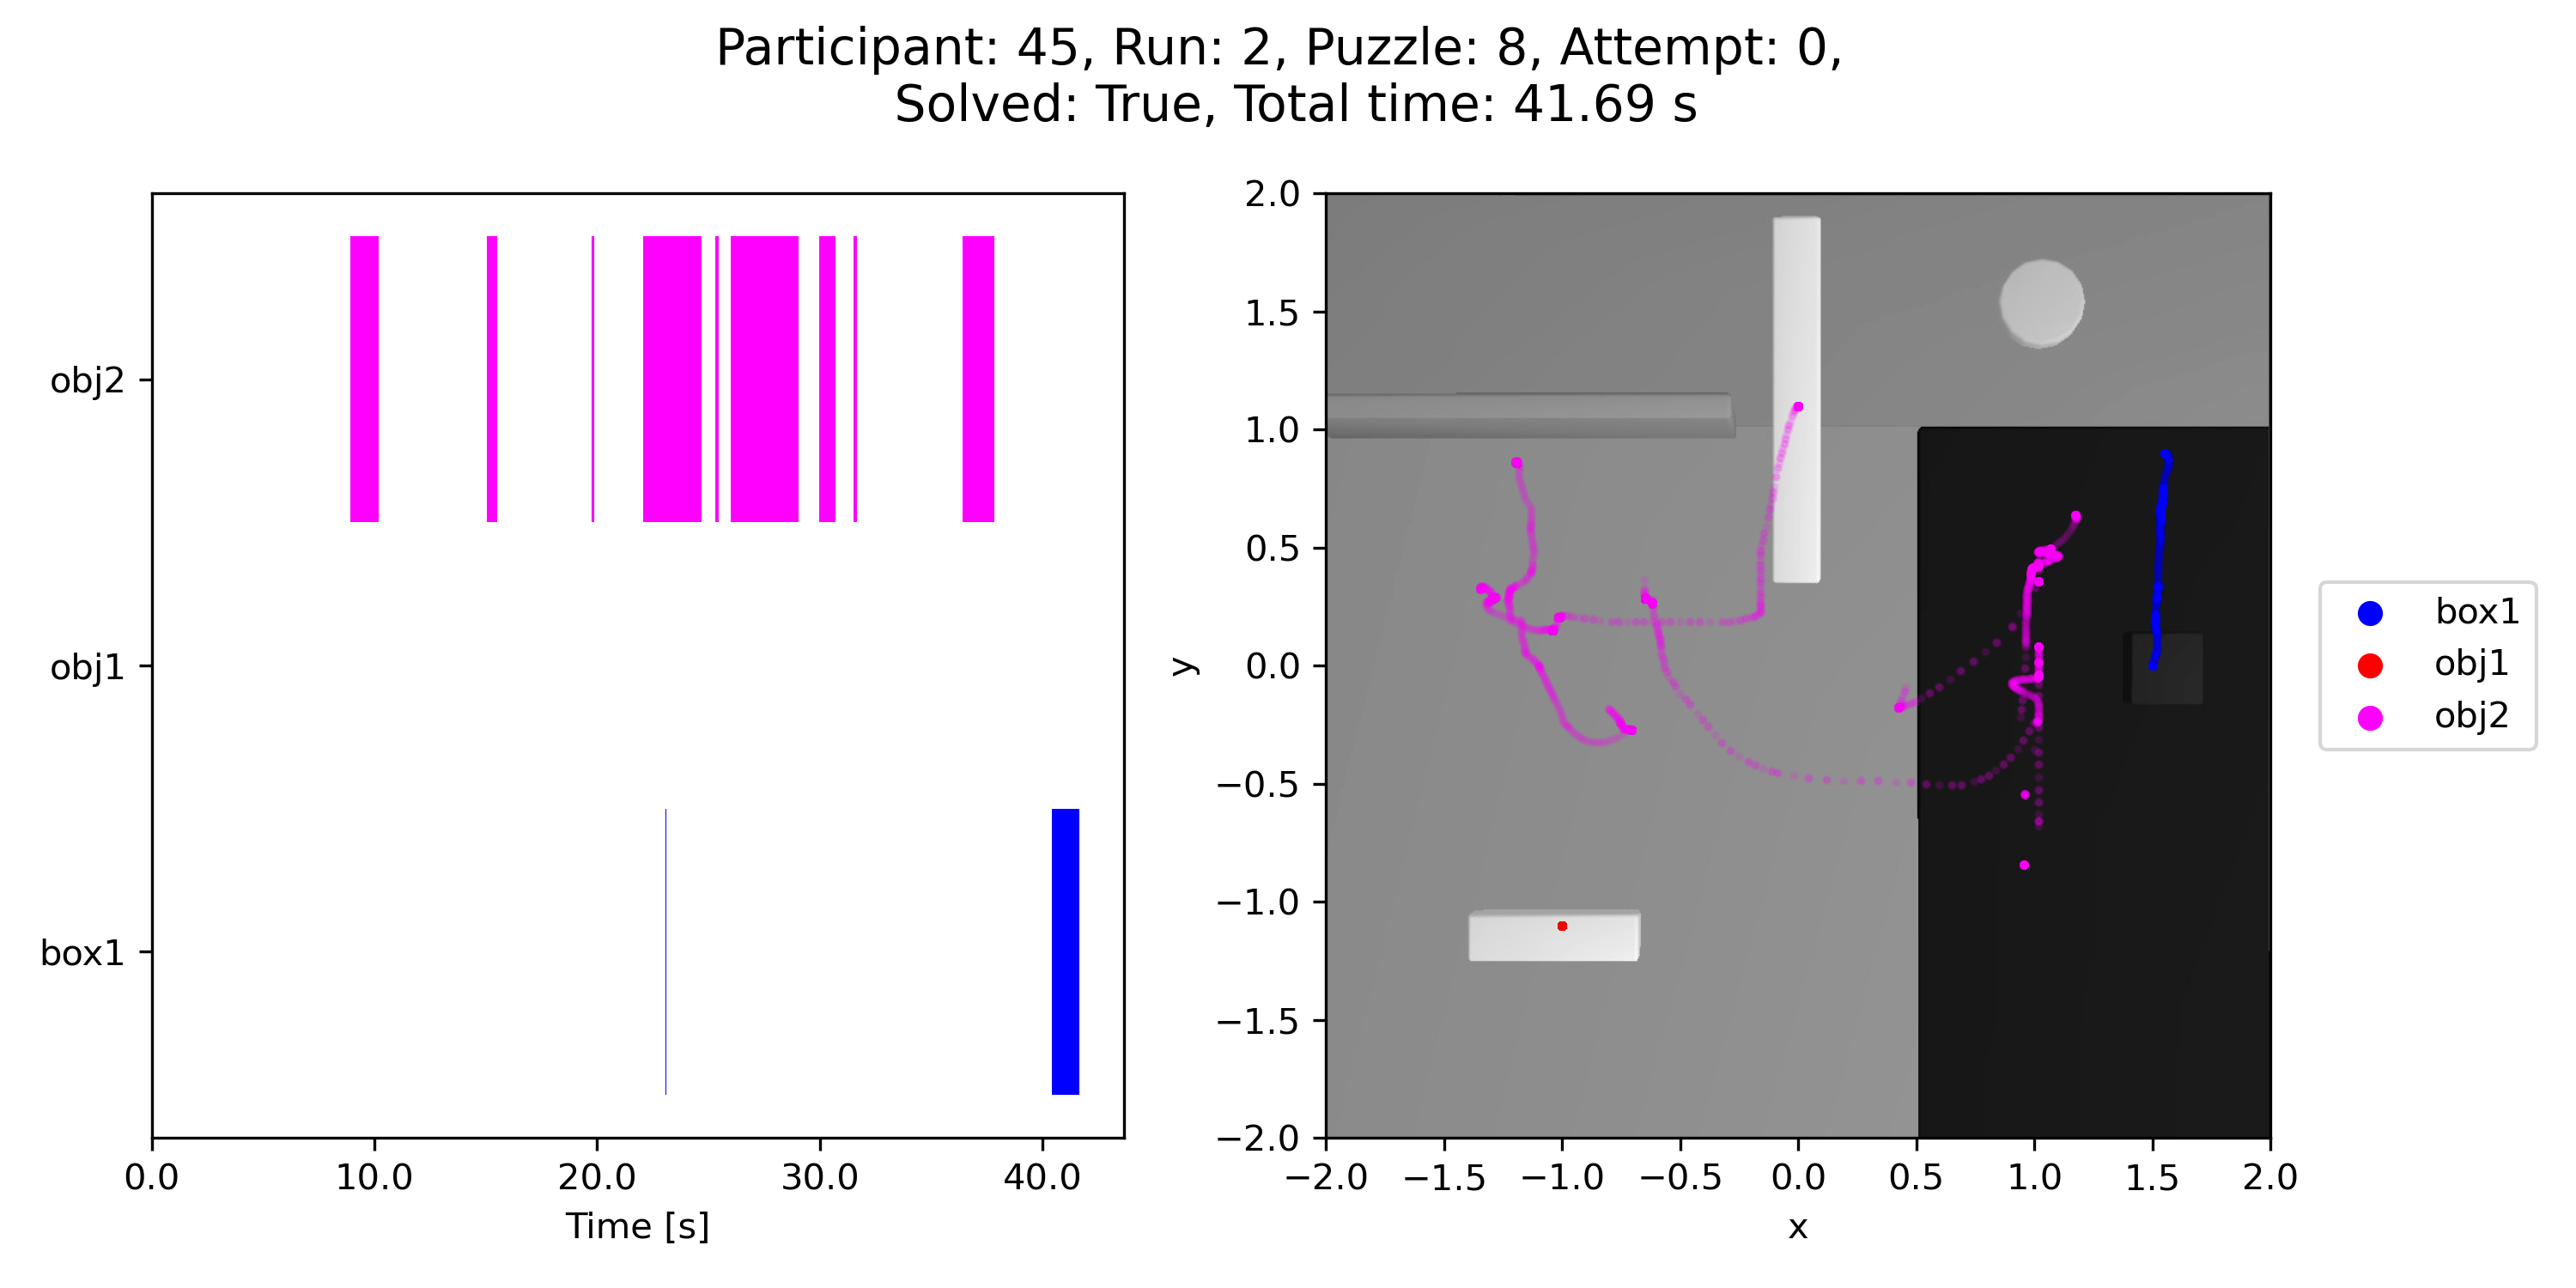 Participant: 45, Run: 2, Puzzle: 8, Attempt: 0,
Solved: True, Total time: 41.69 s
obj2
obj1
box1
0.0 10.0 20.0 30.0 40.0
Time [s]
2.0
1.5
1.0
0.5
0.0
−0.5
−1.0
−1.5
−2.0
y
−2.0 −1.5 −1.0 −0.5 0.0 0.5 1.0 1.5 2.0
x
box1
obj1
obj2